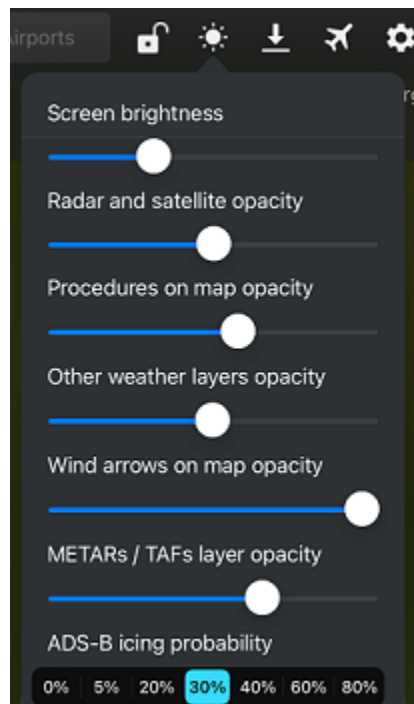 Airports
Screen brightness
Radar and satellite opacity
Procedures on map opacity
Other weather layers opacity
Wind arrows on map opacity
METARs / TAFs layer opacity
ADS-B icing probability
0% 5% 20% 30% 40% 60% 80%